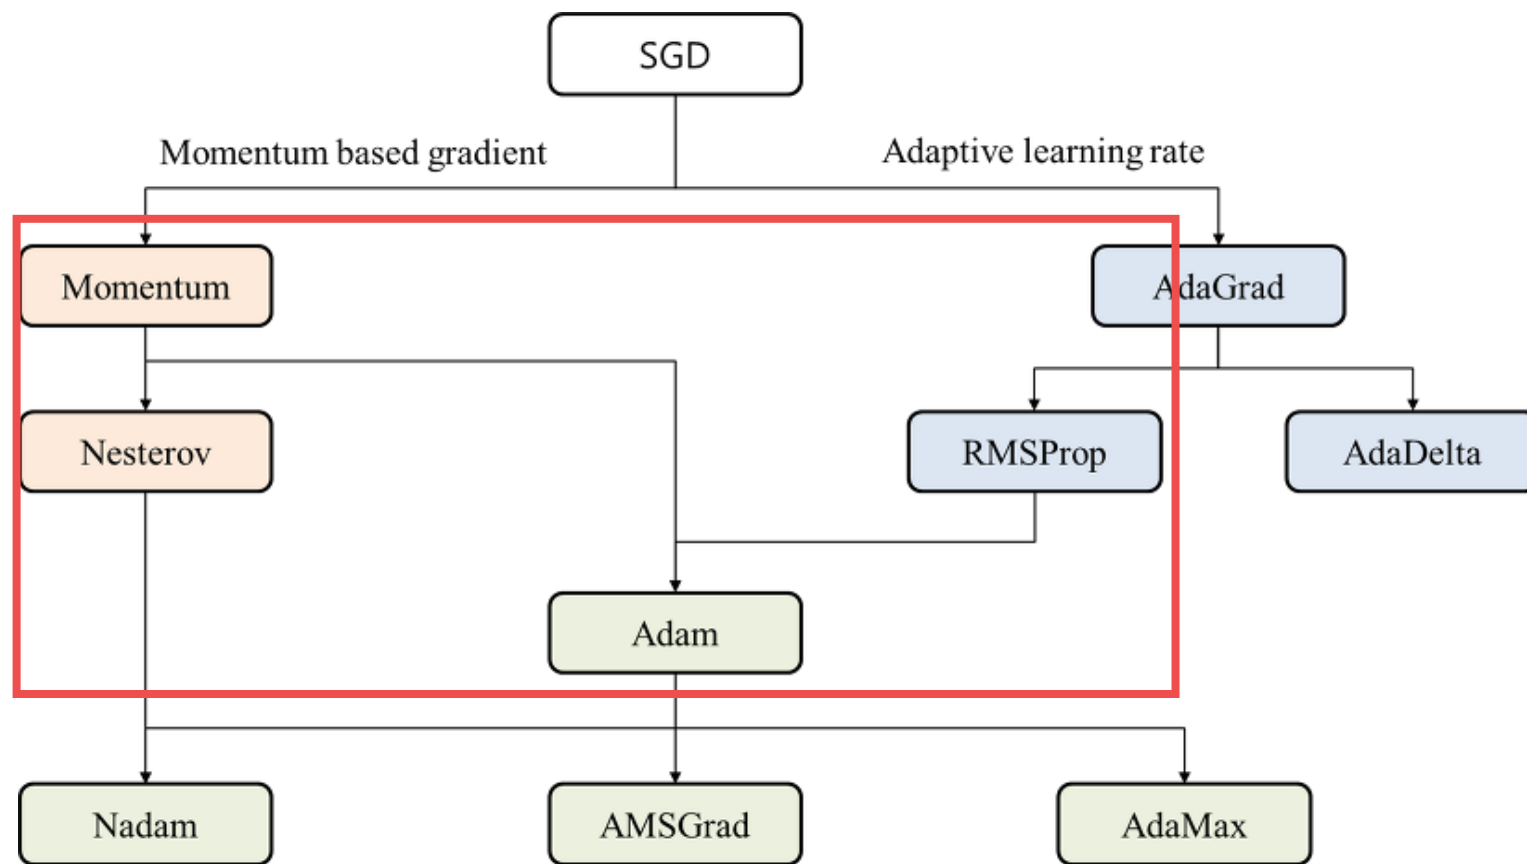 SGD
Momentum based gradient
Adaptive learning rate
Momentum
AdaGrad
Nesterov
RMSProp
AdaDelta
Adam
Nadam
AMSGrad
AdaMax